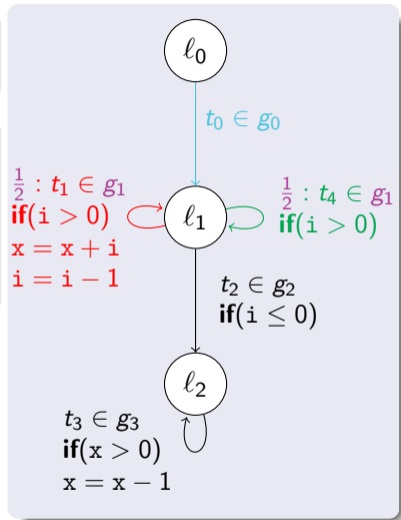 ℓ₀
t₀ ∈ g₀
½ : t₁ ∈ g₁
if(i > 0)
x = x + i
i = i − 1
ℓ₁
½ : t₄ ∈ g₁
if(i > 0)
t₂ ∈ g₂
if(i ≤ 0)
ℓ₂
t₃ ∈ g₃
if(x > 0)
x = x − 1